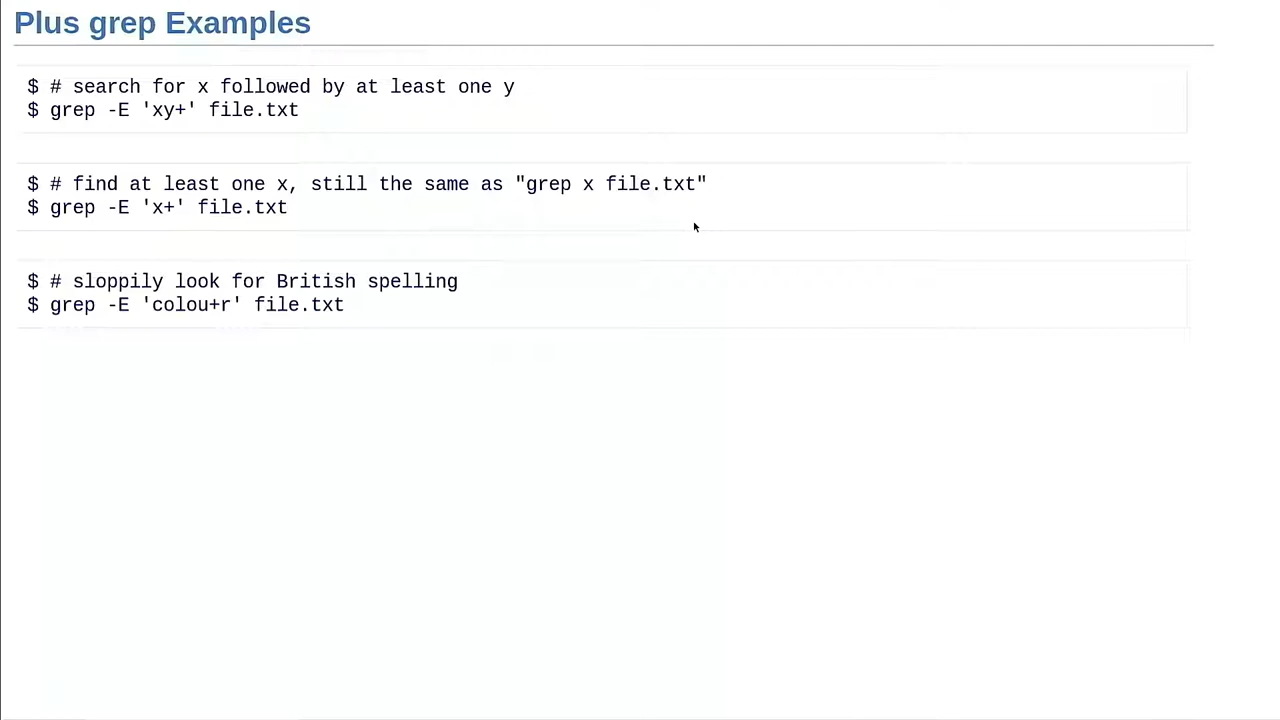 Plus grep Examples
$ # search for x followed by at least one y
$ grep -E 'xy+' file.txt
$ # find at least one x, still the same as "grep x file.txt"
$ grep -E 'x+' file.txt
$ # sloppily look for British spelling
$ grep -E 'colou+r' file.txt